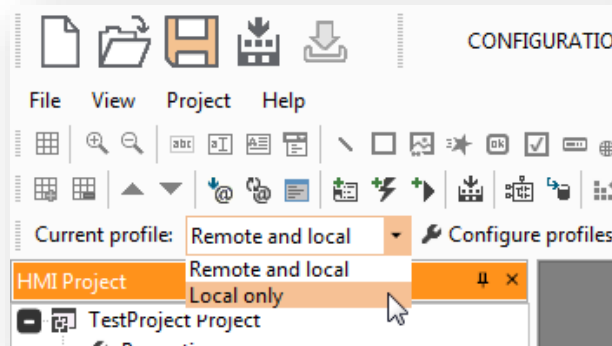 CONFIGURATIO
File View Project Help
abc
ok
Current profile: Remote and local Configure profiles
Remote and local
HMI Project
Local only
TestProject Project